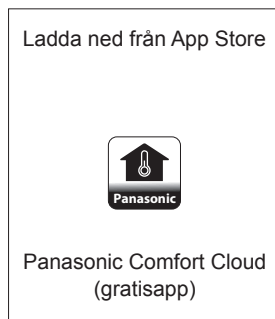 Ladda ned från App Store
Panasonic
Panasonic Comfort Cloud
(gratisapp)